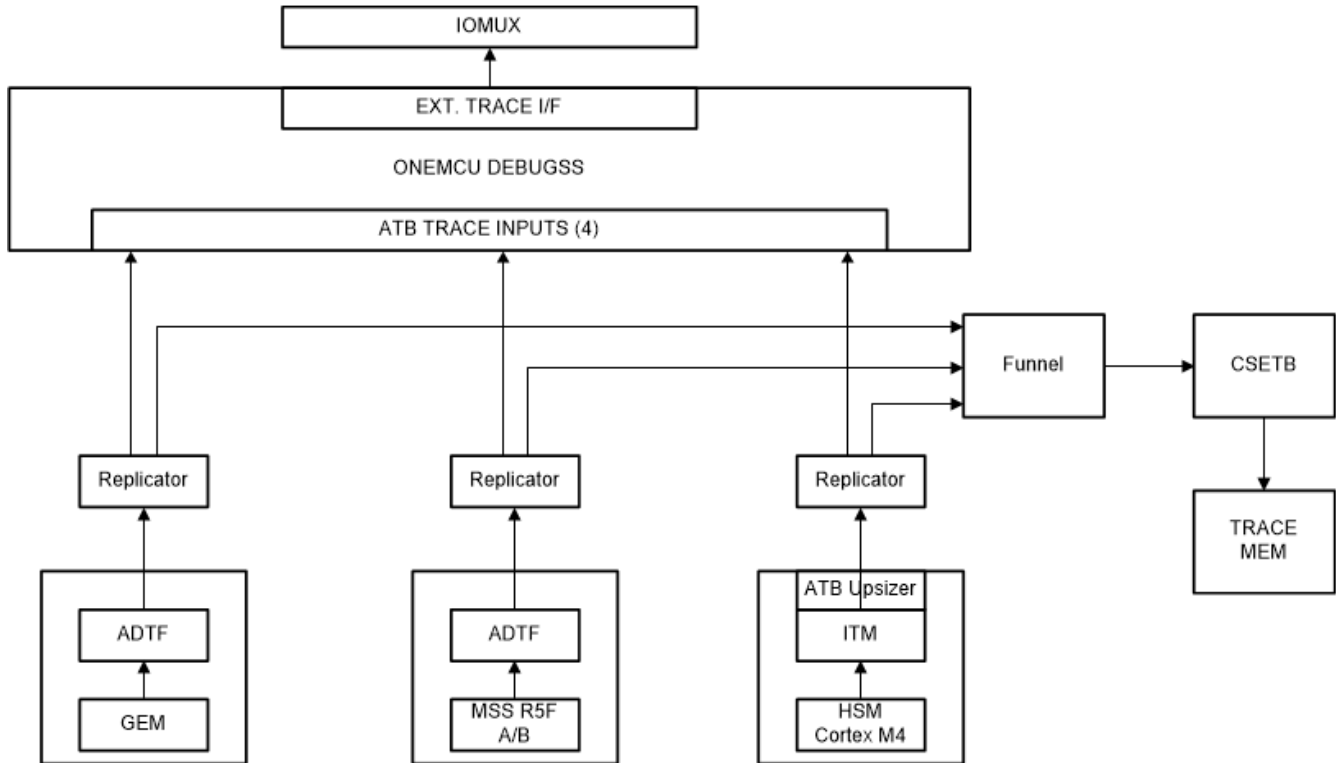 IOMUX
EXT. TRACE I/F
ONEMCU DEBUGSS
ATB TRACE INPUTS (4)
Funnel
CSETB
Replicator
Replicator
Replicator
TRACE
MEM
ATB Upsizer
ADTF
ADTF
ITM
GEM
MSS R5F
A/B
HSM
Cortex M4